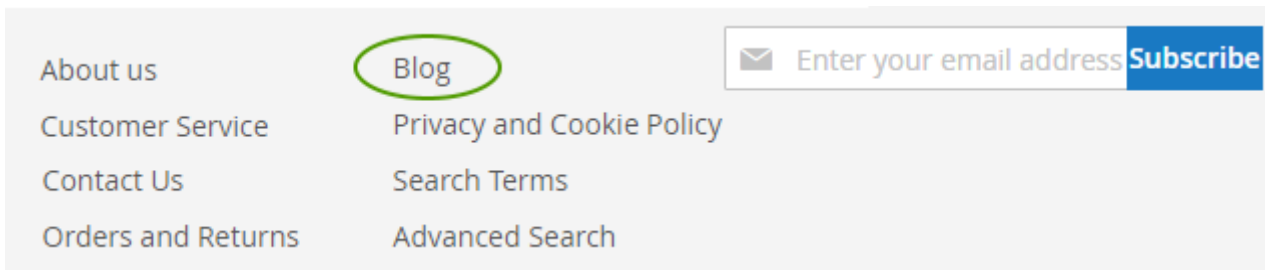 About us
Customer Service
Contact Us
Orders and Returns
Blog
Privacy and Cookie Policy
Search Terms
Advanced Search
Enter your email address
Subscribe